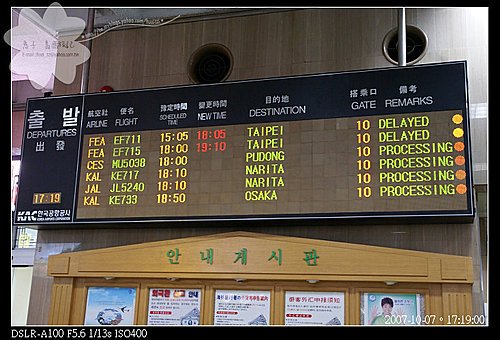 출 발
DEPARTURES
出 發
航空社 便名 豫定時間 變更時間 目的地 搭乘口 備考
AIRLINE FLIGHT SCHEDULED TIME NEW TIME DESTINATION GATE REMARKS
FEA EF711 15:05 18:05 TAIPEI 10 DELAYED
FEA EF715 18:00 19:10 TAIPEI 10 DELAYED
CES MU5038 18:00 PUDONG 10 PROCESSING
KAL KE717 18:10 NARITA 10 PROCESSING
JAL JL5240 18:10 NARITA 10 PROCESSING
KAL KE733 18:50 OSAKA 10 PROCESSING
17:19
KAC 한국공항공사
KOREA AIRPORTS CORPORATION
안내게시판
2007-10-07 · 17:19:00
DSLR-A100 F5.6 1/13s ISO400